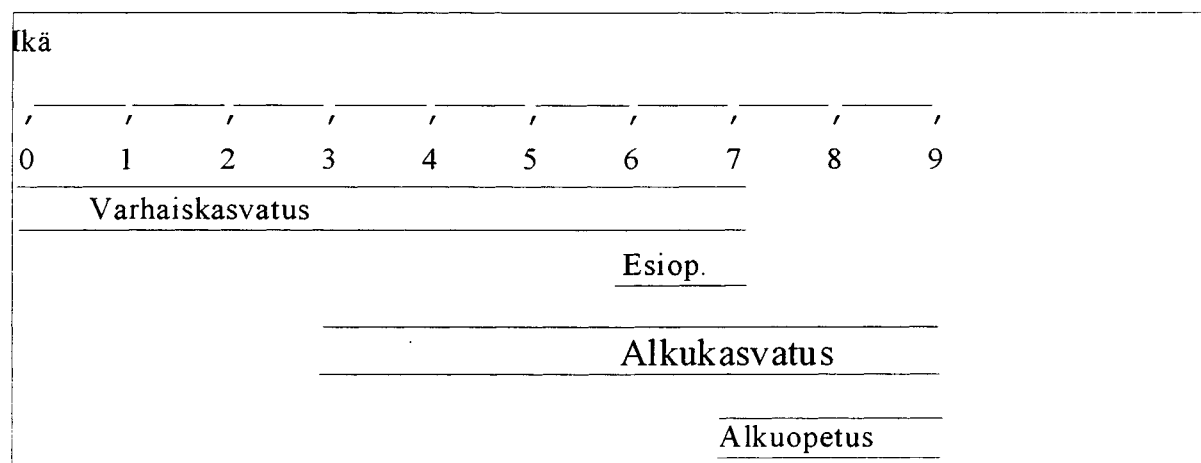 Ikä
0 1 2 3 4 5 6 7 8 9
Varhaiskasvatus
Esiop.
Alkukasvatus
Alkuopetus